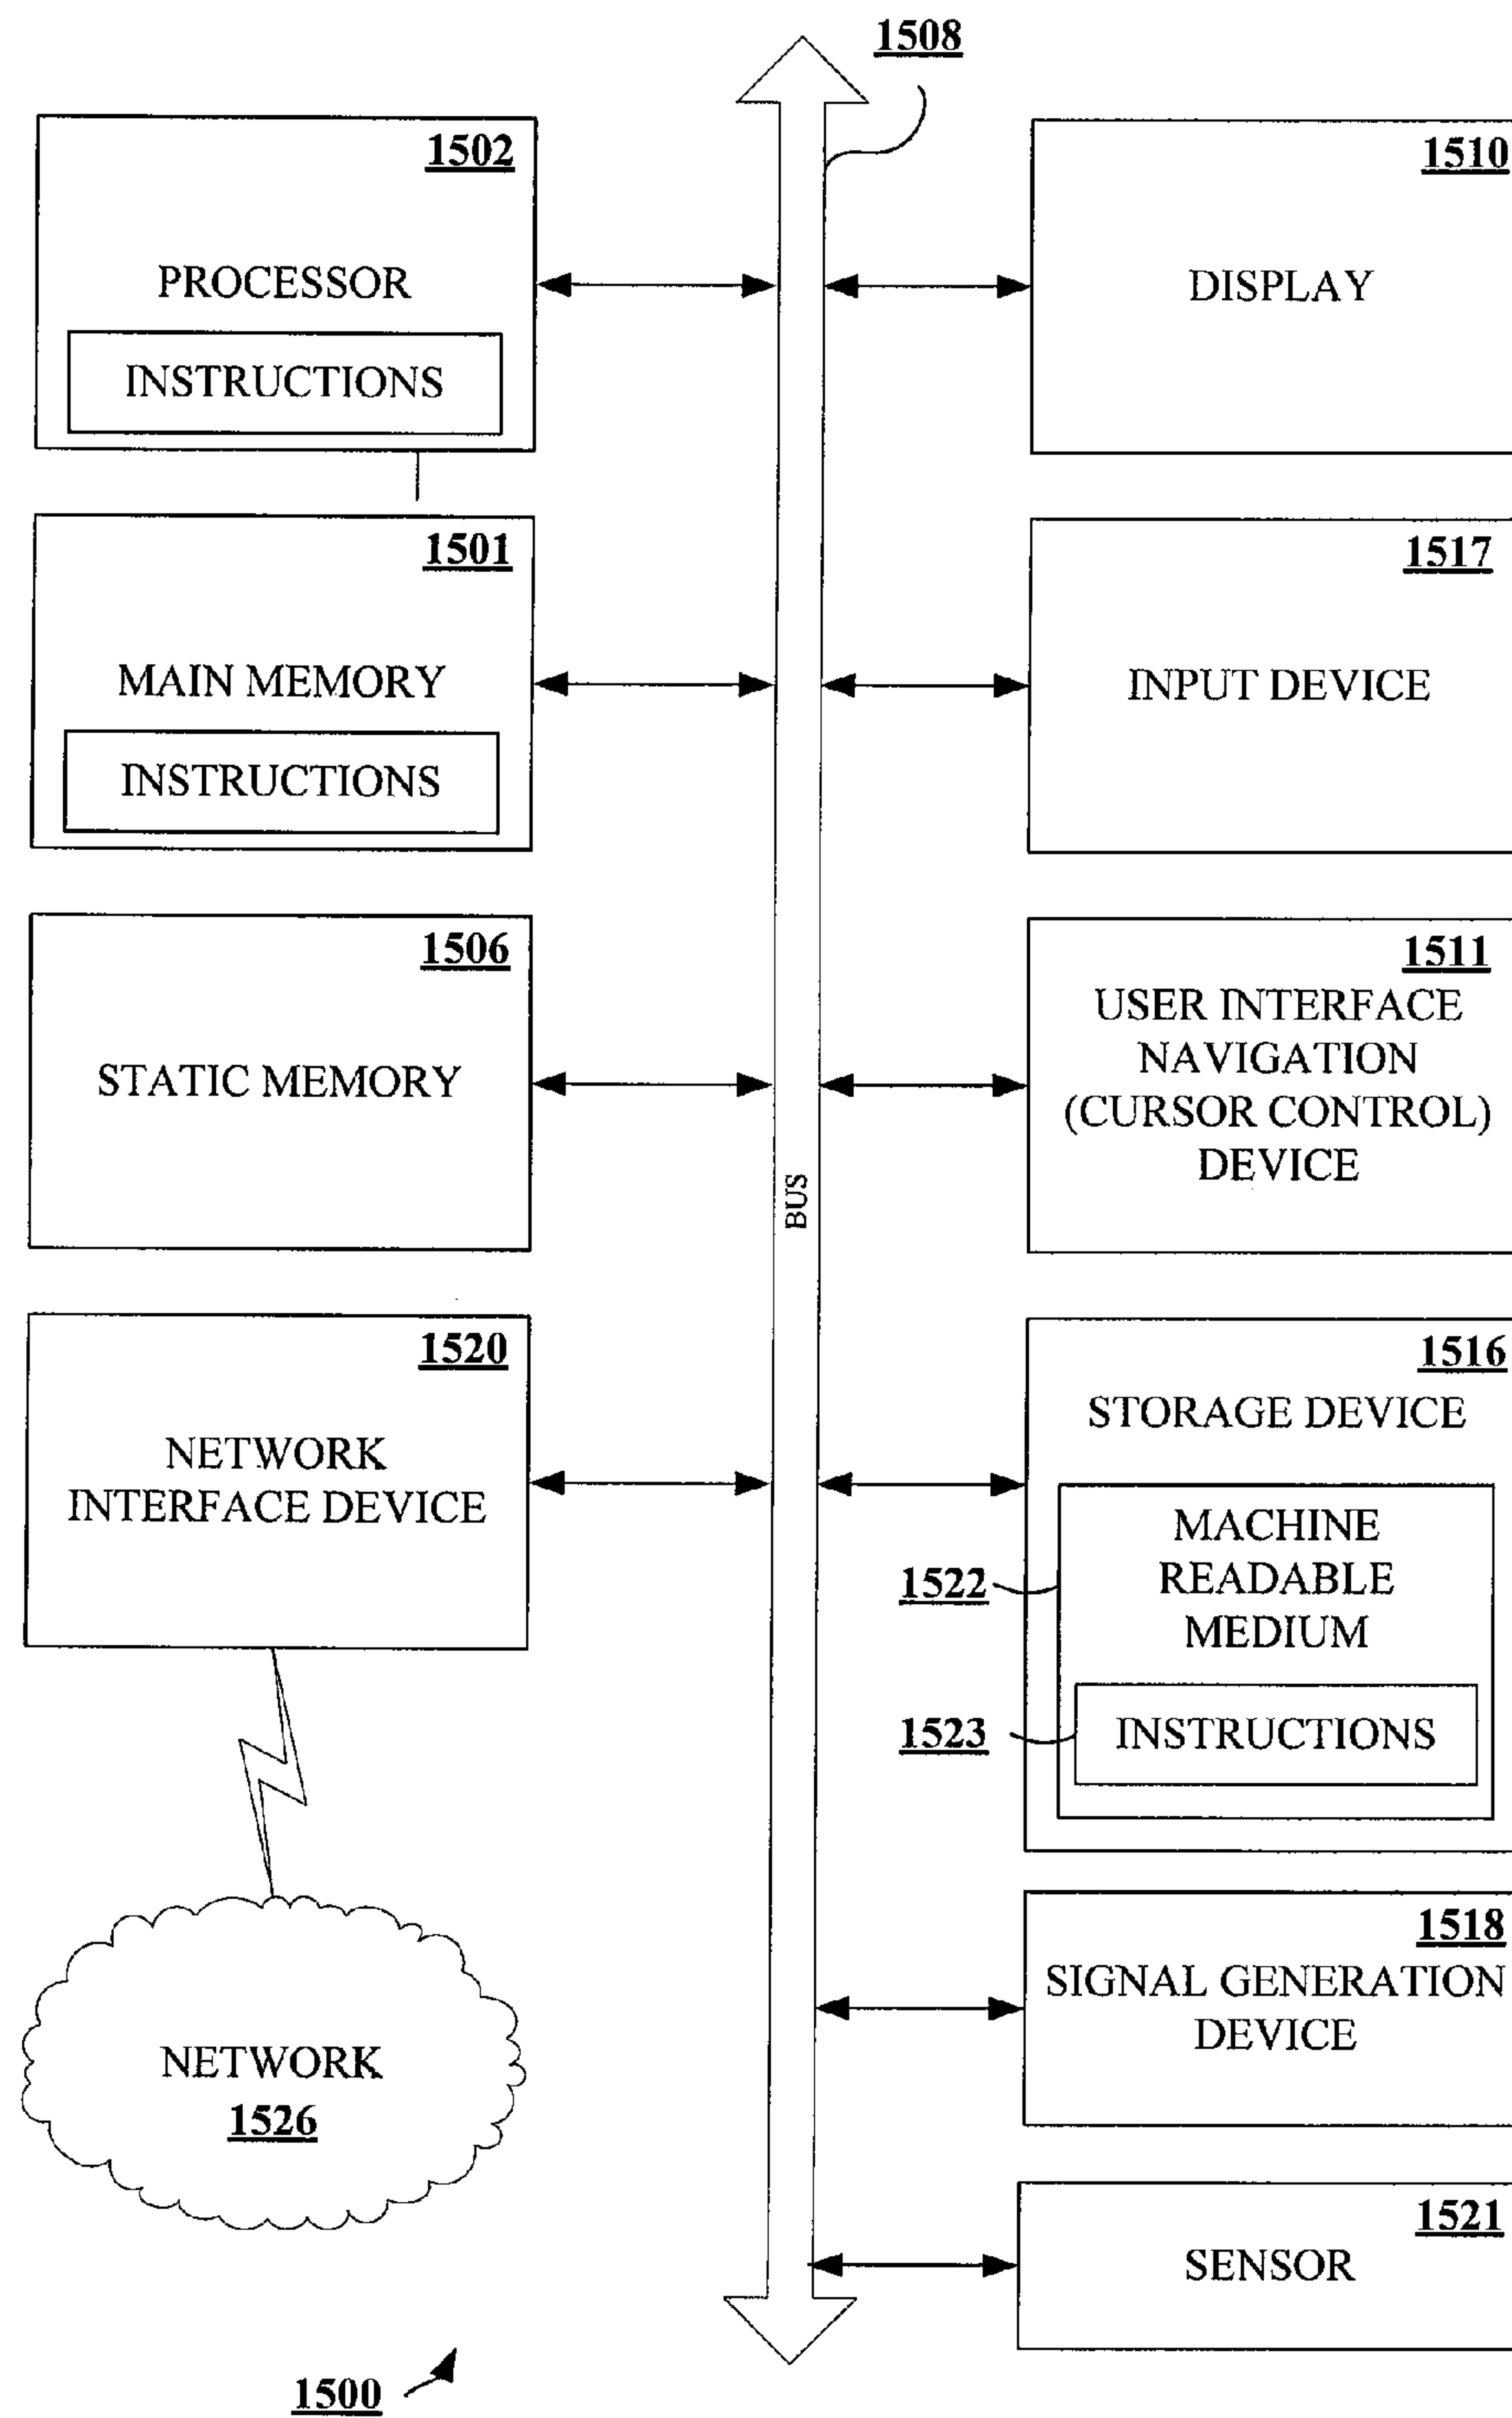 1508
1502
PROCESSOR
INSTRUCTIONS
1501
MAIN MEMORY
INSTRUCTIONS
1506
STATIC MEMORY
1520
NETWORK
INTERFACE DEVICE
NETWORK
1526
1500
BUS
1510
DISPLAY
1517
INPUT DEVICE
1511
USER INTERFACE
NAVIGATION
(CURSOR CONTROL)
DEVICE
1516
STORAGE DEVICE
MACHINE
READABLE
MEDIUM
1522
INSTRUCTIONS
1523
1518
SIGNAL GENERATION
DEVICE
1521
SENSOR